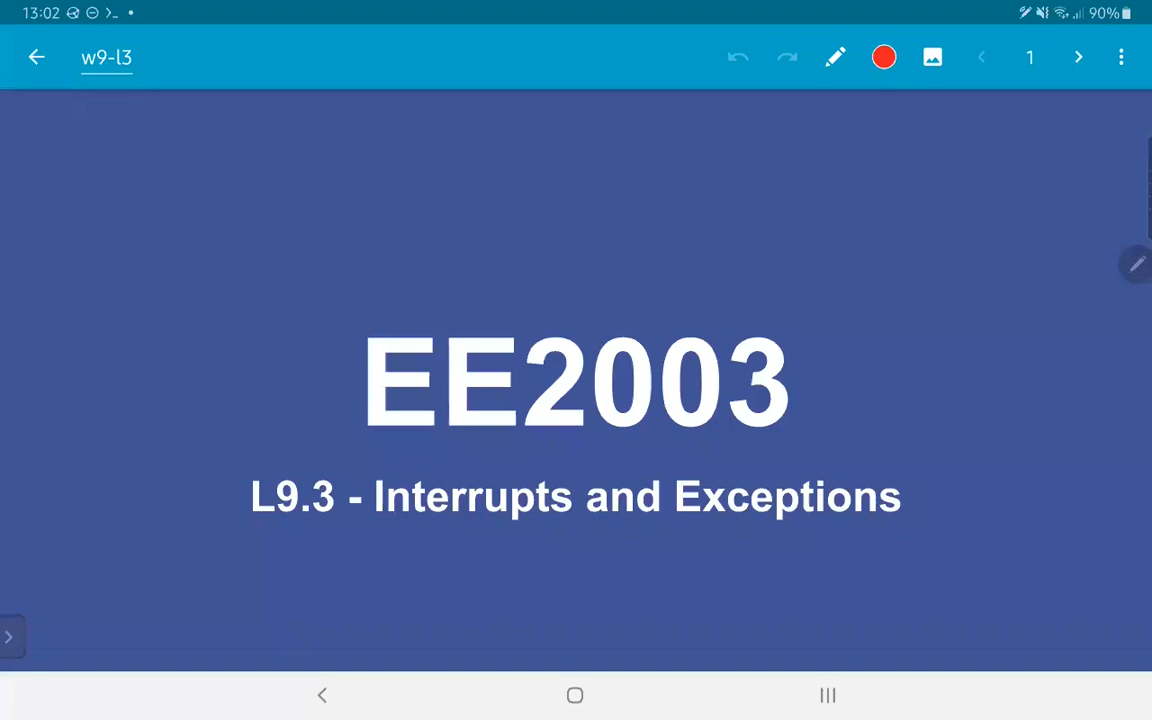 13:02
90%
w9-l3
1
EE2003
L9.3 - Interrupts and Exceptions